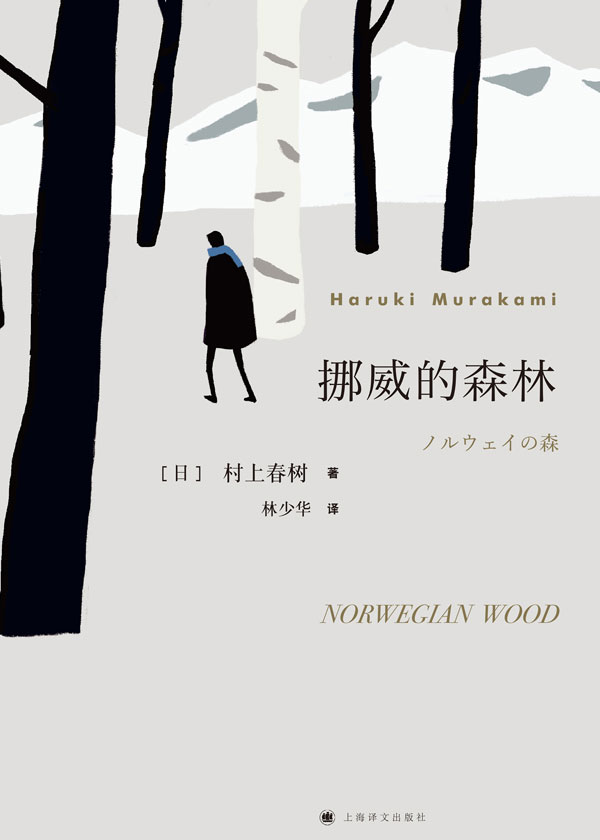 Haruki Murakami
挪威的森林
ノルウェイの森
［日］ 村上春树 著
林少华 译
NORWEGIAN WOOD
上海译文出版社